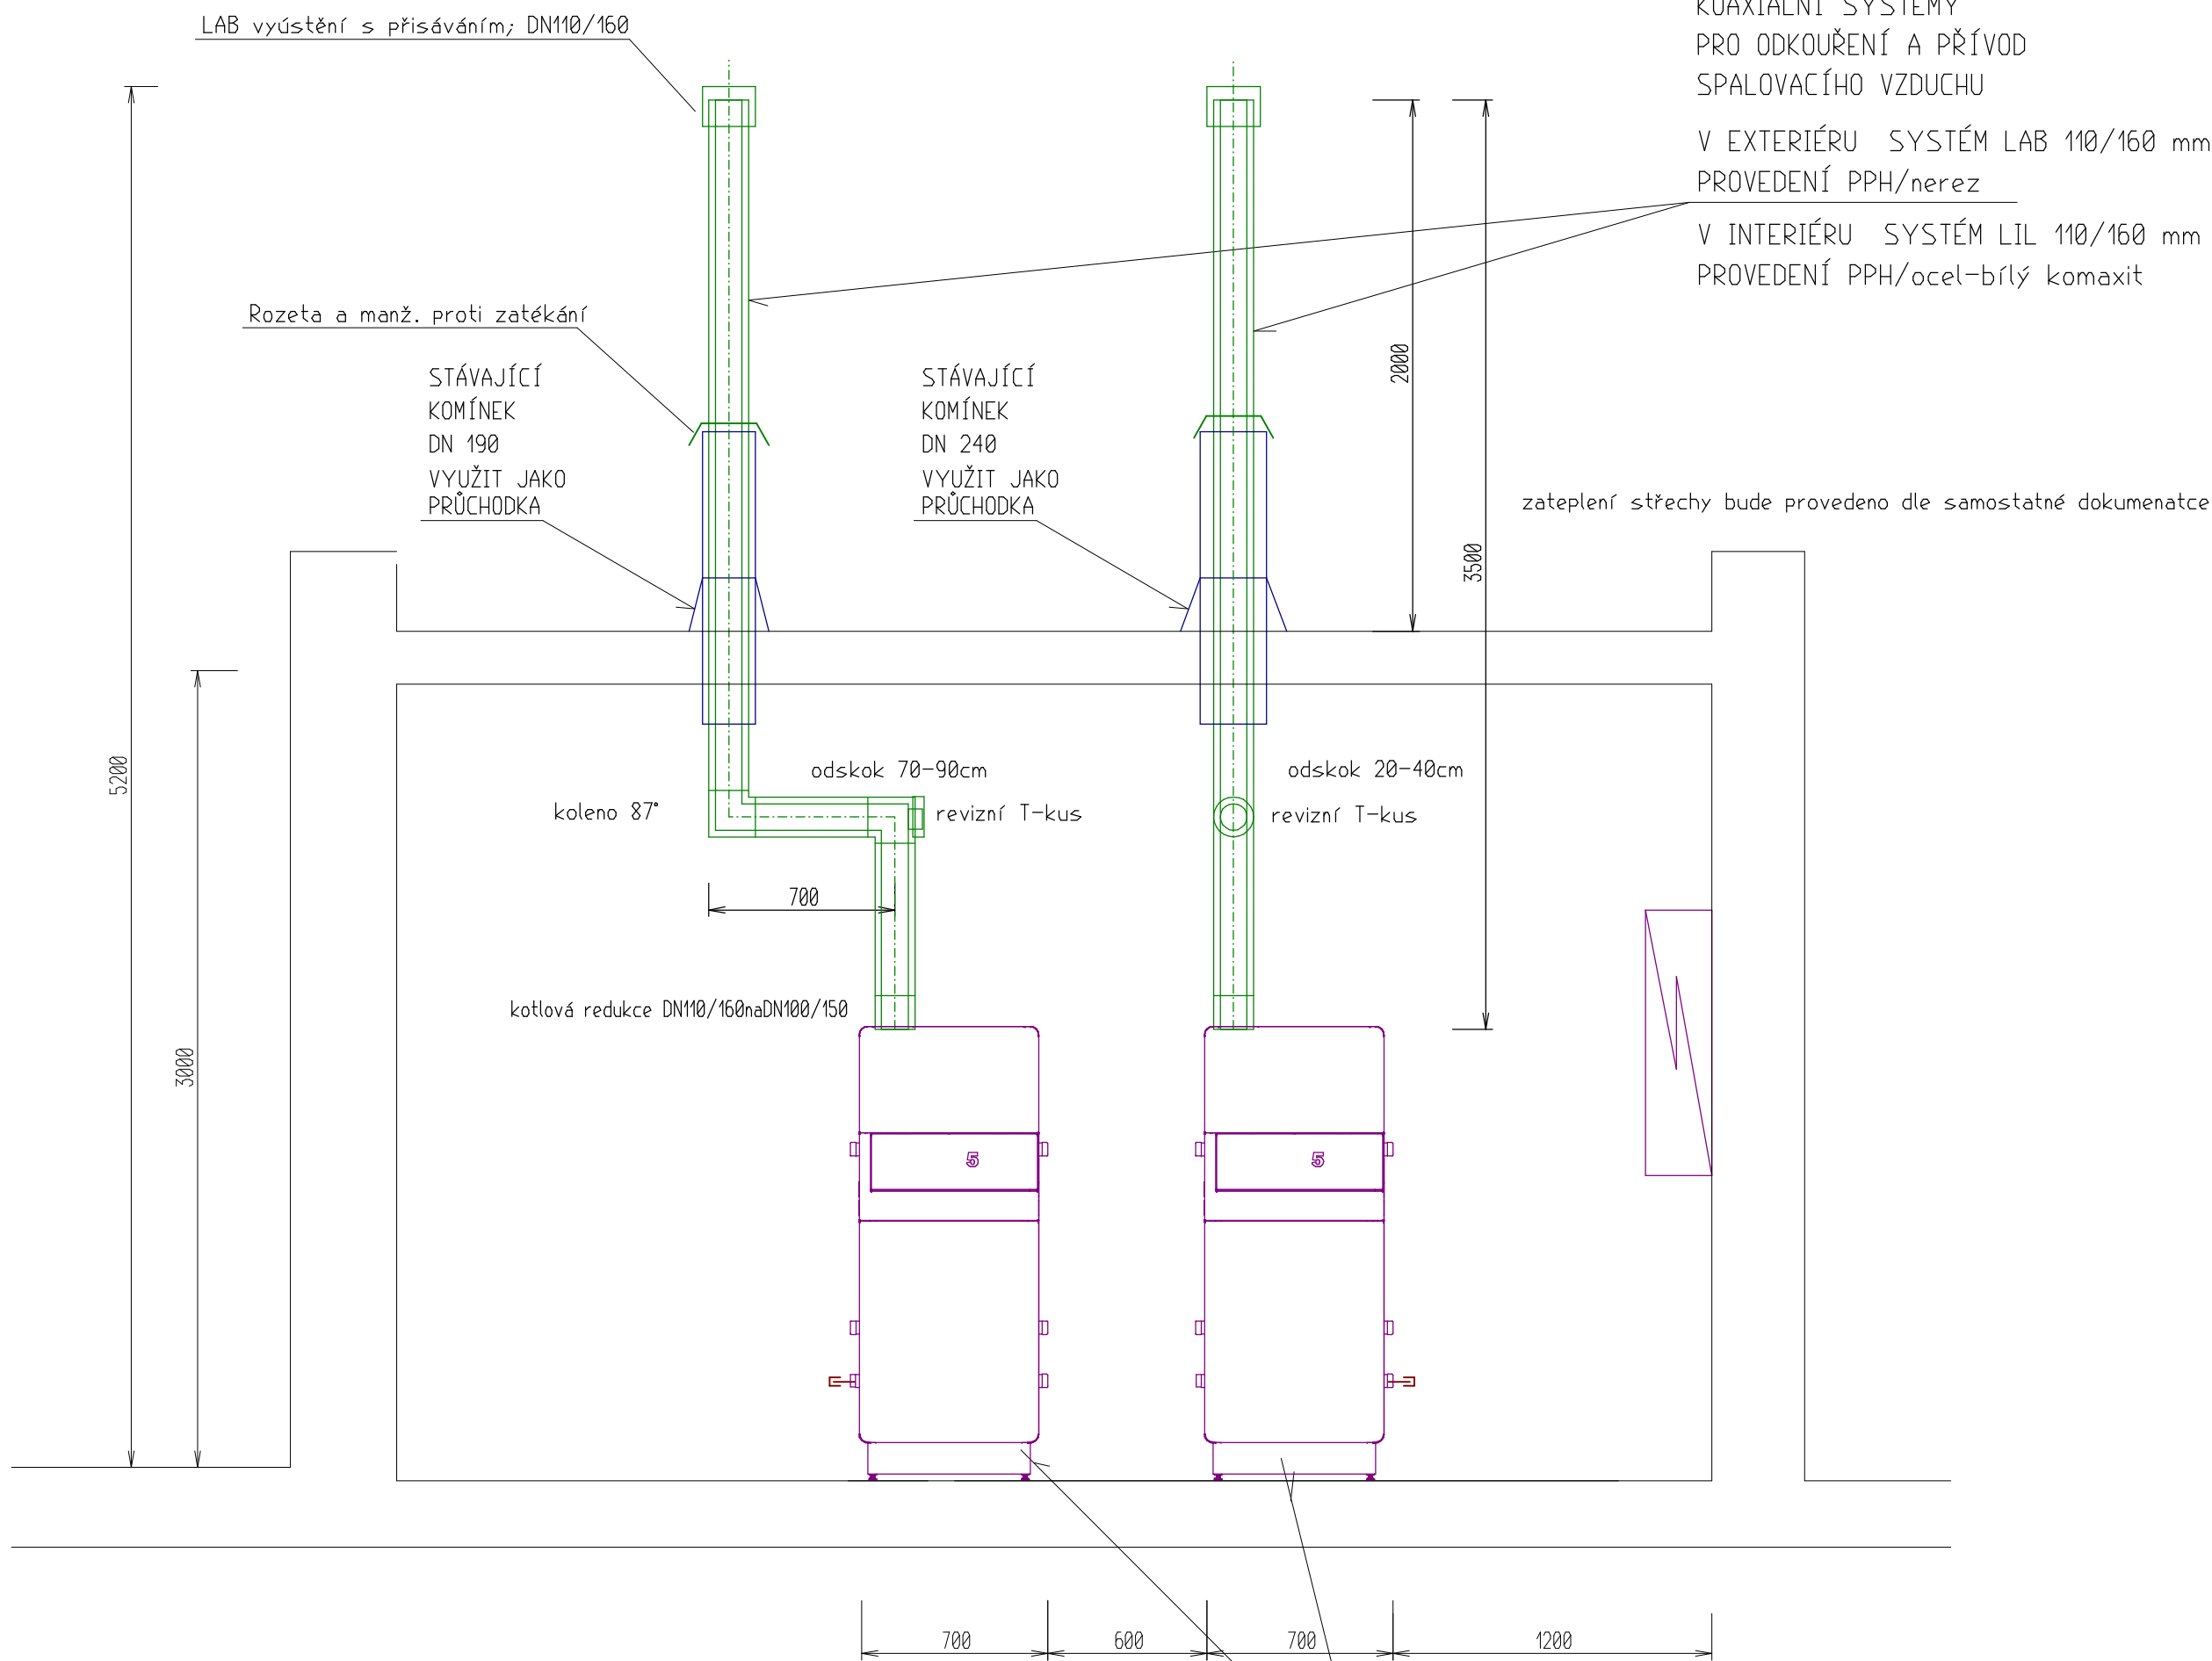 LAB vyústění s přisáváním; DN110/160
KOAXIÁLNÍ SYSTÉMY
PRO ODKOUŘENÍ A PŘÍVOD
SPALOVACÍHO VZDUCHU
V EXTERIÉRU SYSTÉM LAB 110/160 mm
PROVEDENÍ PPH/nerez
V INTERIÉRU SYSTÉM LIL 110/160 mm
PROVEDENÍ PPH/ocel-bílý komaxit
Rozeta a manž. proti zatékání
STÁVAJÍCÍ
KOMÍNEK
DN 190
VYUŽIT JAKO
PRŮCHODKA
STÁVAJÍCÍ
KOMÍNEK
DN 240
VYUŽIT JAKO
PRŮCHODKA
2000
3500
zateplení střechy bude provedeno dle samostatné dokumenatce
5200
3000
odskok 70-90cm
odskok 20-40cm
koleno 87°
revizní T-kus
revizní T-kus
700
kotlová redukce DN110/160naDN100/150
5
5
700
600
700
1200